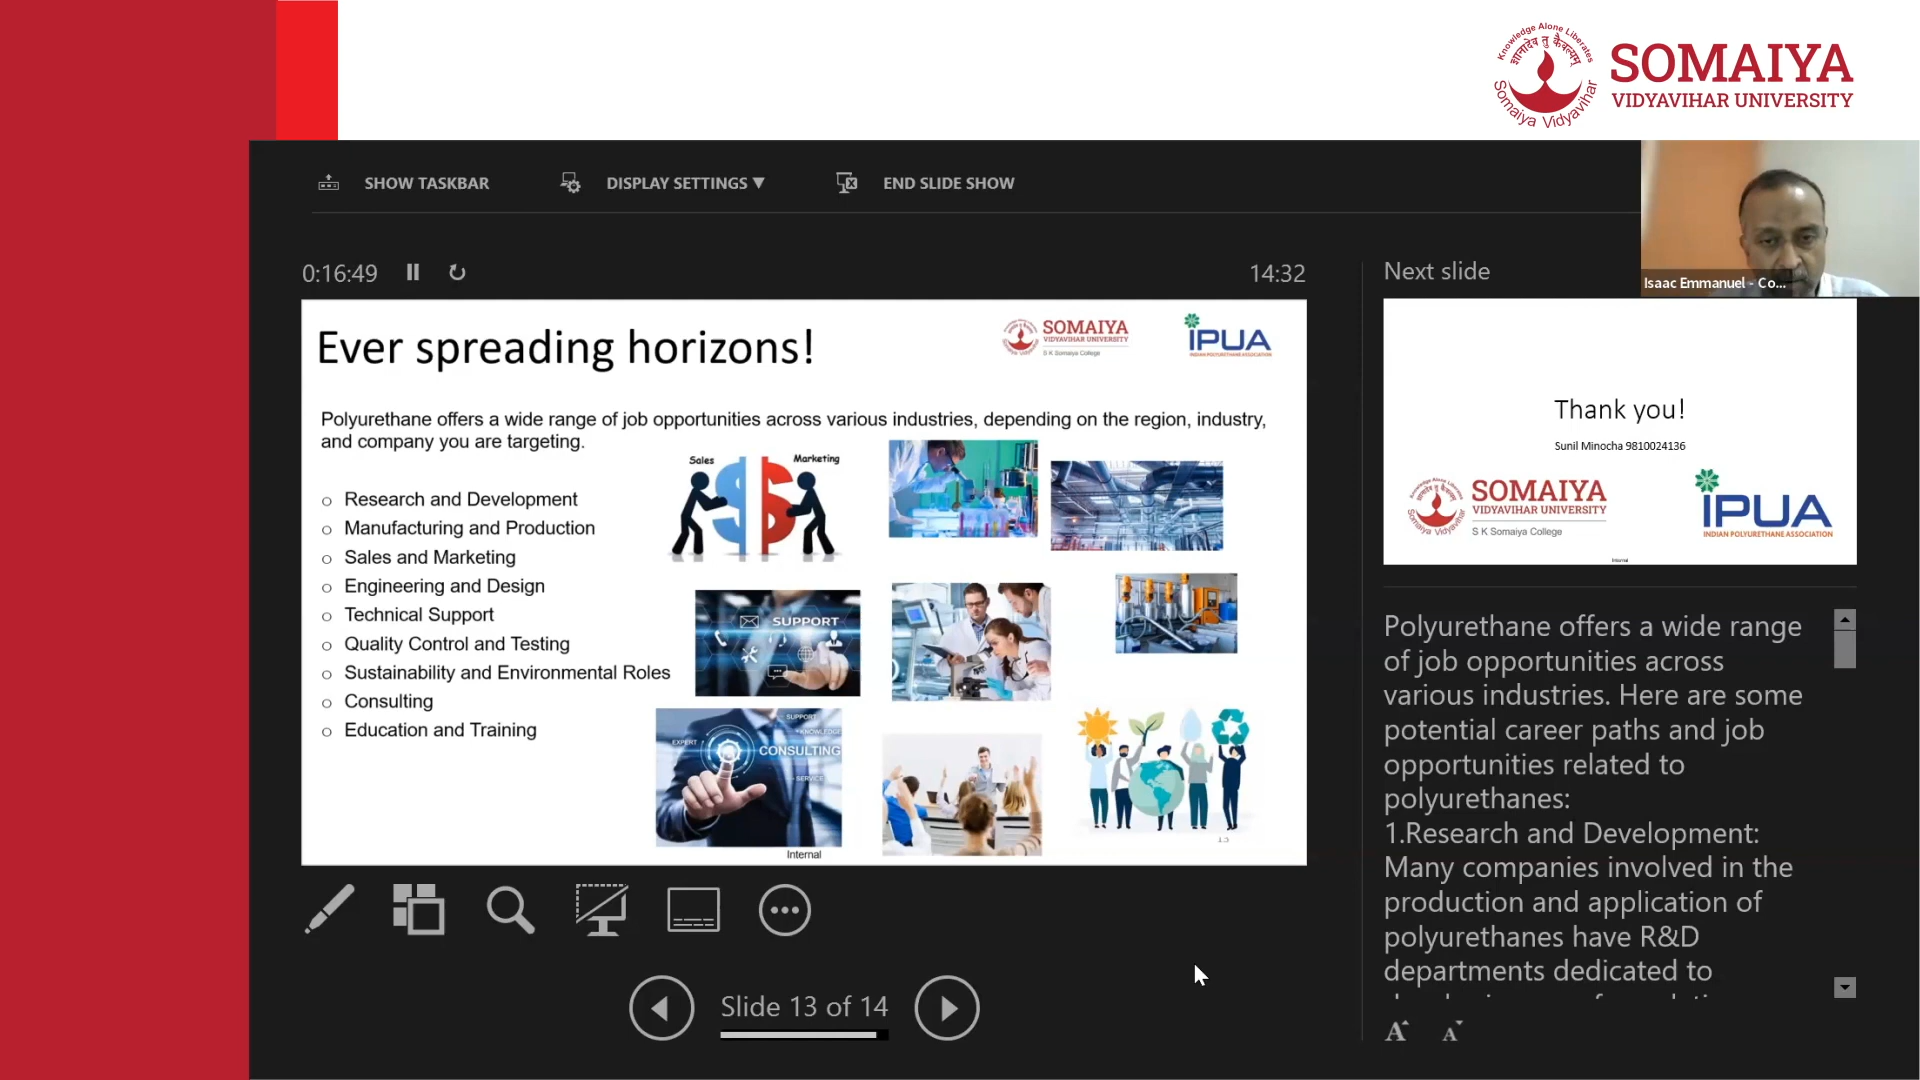 Knowledge Alone Liberates
ज्ञानादेव तु कैवल्यम्
Somaiya Vidyavihar
SOMAIYA
VIDYAVIHAR UNIVERSITY
SHOW TASKBAR
DISPLAY SETTINGS ▼
END SLIDE SHOW
Isaac Emmanuel - Co...
0:16:49
14:32
Next slide
Ever spreading horizons!
SOMAIYA
VIDYAVIHAR UNIVERSITY
S K Somaiya College
IPUA
INDIAN POLYURETHANE ASSOCIATION
Polyurethane offers a wide range of job opportunities across various industries, depending on the region, industry,
and company you are targeting.
Sales
Marketing
o Research and Development
o Manufacturing and Production
o Sales and Marketing
o Engineering and Design
o Technical Support
o Quality Control and Testing
o Sustainability and Environmental Roles
o Consulting
o Education and Training
SUPPORT
SUPPORT
KNOWLEDGE
EXPERT
CONSULTING
SERVICE
13
Internal
Thank you!
Sunil Minocha 9810024136
Somaiya Vidyavihar
SOMAIYA
VIDYAVIHAR UNIVERSITY
S K Somaiya College
IPUA
INDIAN POLYURETHANE ASSOCIATION
Internal
Polyurethane offers a wide range
of job opportunities across
various industries. Here are some
potential career paths and job
opportunities related to
polyurethanes:
1.Research and Development:
Many companies involved in the
production and application of
polyurethanes have R&D
departments dedicated to
Slide 13 of 14
A A